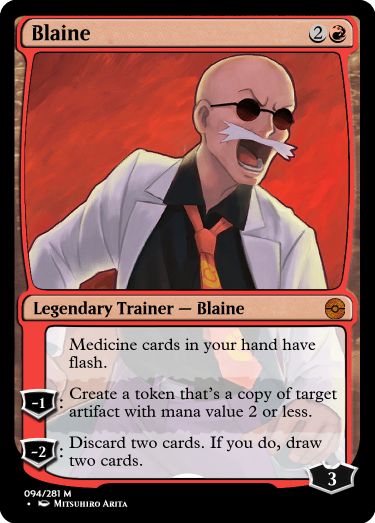 Blaine 2
Legendary Trainer — Blaine
Medicine cards in your hand have
flash.
-1: Create a token that's a copy of target
artifact with mana value 2 or less.
-2: Discard two cards. If you do, draw
two cards.
3
094/281 M
• Mitsuhiro Arita